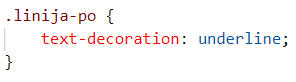 .linija-po {
    text-decoration: underline;
}